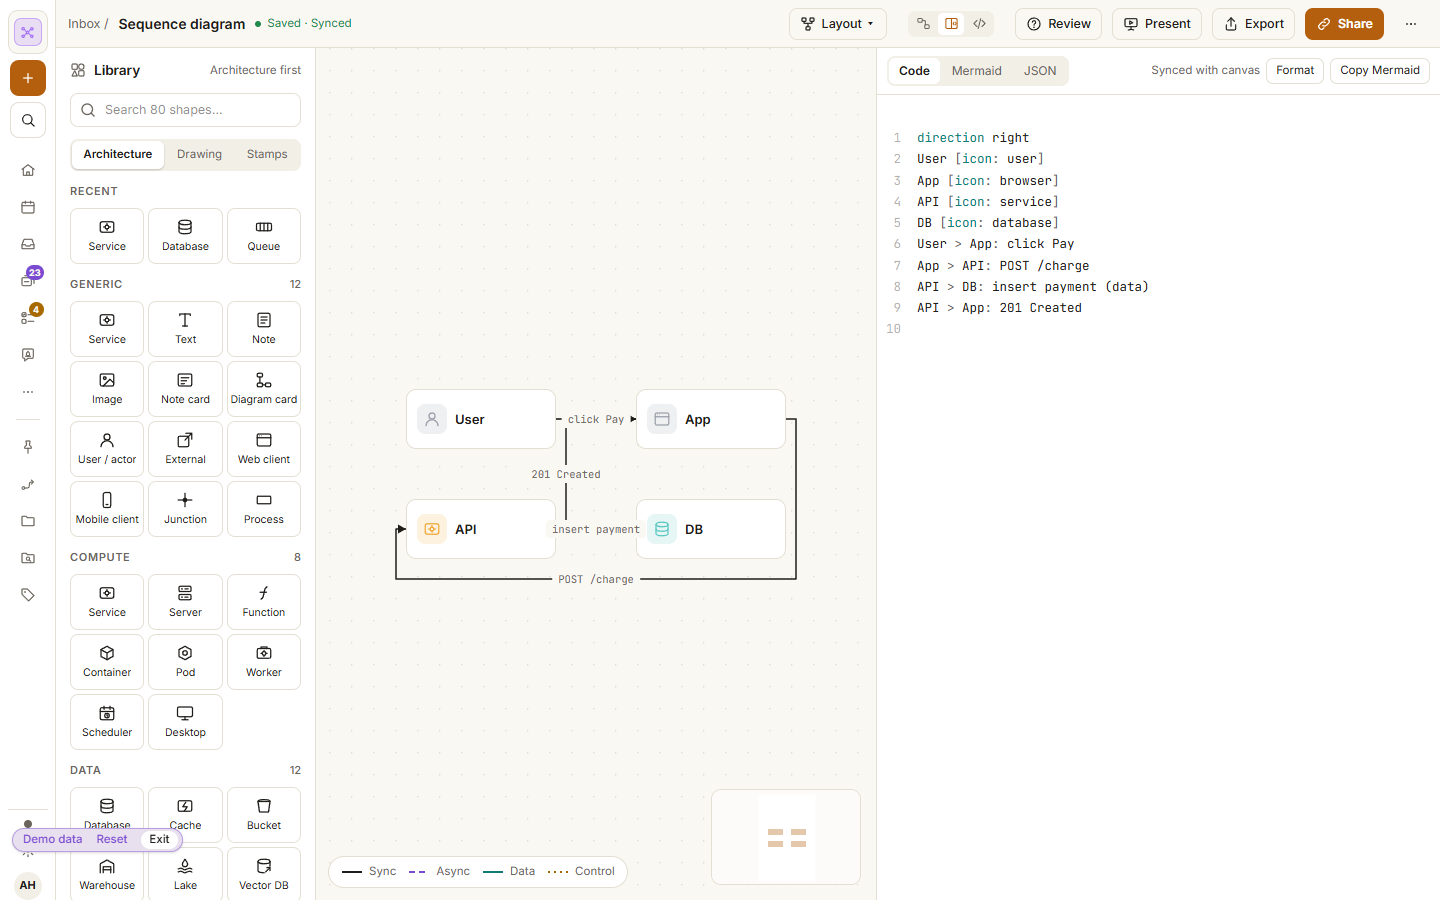 Inbox / Sequence diagram Saved · Synced
Layout
Review
Present
Export
Share
23
4
Demo data Reset Exit
AH
Library Architecture first
Search 80 shapes...
Architecture Drawing Stamps
RECENT
Service Database Queue
GENERIC 12
Service Text Note
Image Note card Diagram card
User / actor External Web client
Mobile client Junction Process
COMPUTE 8
Service Server Function
Container Pod Worker
Scheduler Desktop
DATA 12
Database Cache Bucket
Warehouse Lake Vector DB
User click Pay App
201 Created
API insert payment DB
POST /charge
Sync Async Data Control
Code Mermaid JSON Synced with canvas Format Copy Mermaid
1 direction right
2 User [icon: user]
3 App [icon: browser]
4 API [icon: service]
5 DB [icon: database]
6 User > App: click Pay
7 App > API: POST /charge
8 API > DB: insert payment (data)
9 API > App: 201 Created
10